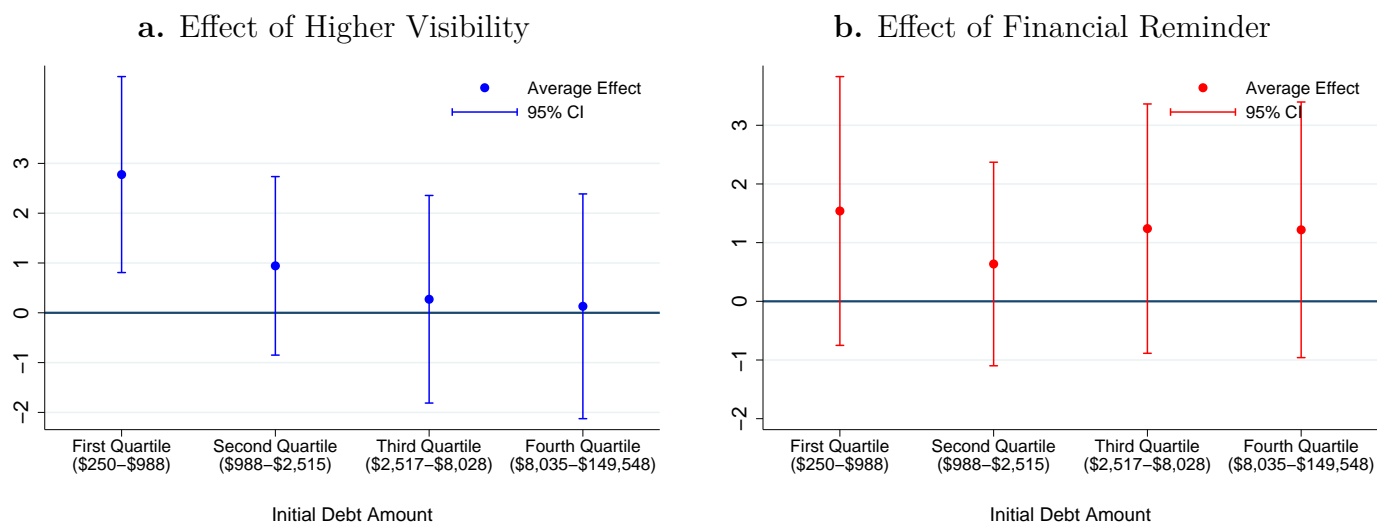 a. Effect of Higher Visibility
Average Effect
95% CI
3
2
1
0
−1
−2
First Quartile
($250−$988)
Second Quartile
($988−$2,515)
Third Quartile
($2,517−$8,028)
Fourth Quartile
($8,035−$149,548)
Initial Debt Amount
b. Effect of Financial Reminder
Average Effect
95% CI
3
2
1
0
−1
−2
First Quartile
($250−$988)
Second Quartile
($988−$2,515)
Third Quartile
($2,517−$8,028)
Fourth Quartile
($8,035−$149,548)
Initial Debt Amount